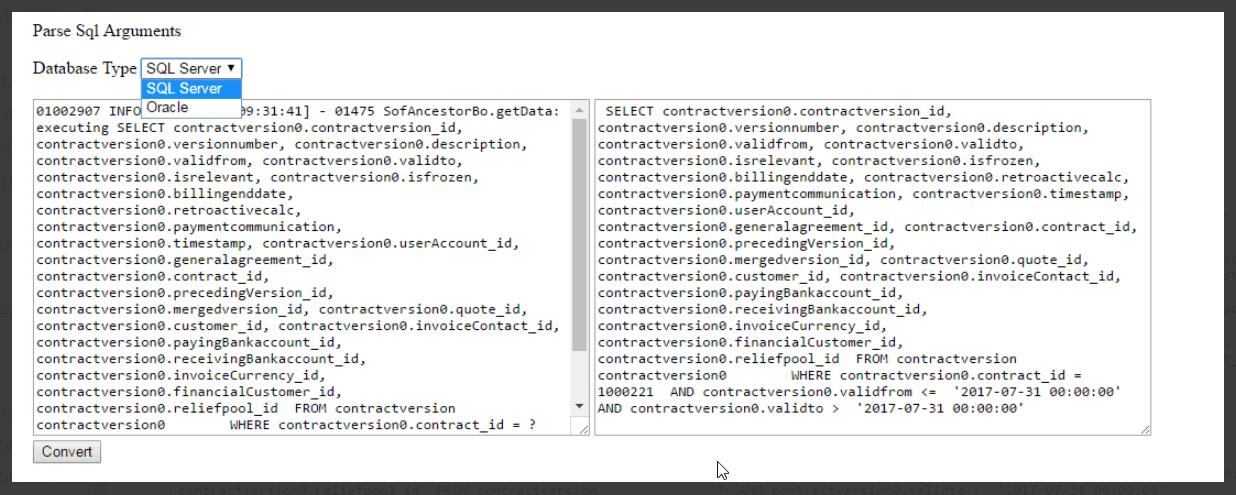 Parse Sql Arguments
Database Type SQL Server
SQL Server
Oracle
01002907 INFO 09:31:41] - 01475 SofAncestorBo.getData:
executing SELECT contractversion0.contractversion_id,
contractversion0.versionnumber, contractversion0.description,
contractversion0.validfrom, contractversion0.validto,
contractversion0.isrelevant, contractversion0.isfrozen,
contractversion0.billingenddate,
contractversion0.retroactivecalc,
contractversion0.paymentcommunication,
contractversion0.timestamp, contractversion0.userAccount_id,
contractversion0.generalagreement_id,
contractversion0.contract_id,
contractversion0.precedingVersion_id,
contractversion0.mergedversion_id, contractversion0.quote_id,
contractversion0.customer_id, contractversion0.invoiceContact_id,
contractversion0.payingBankaccount_id,
contractversion0.receivingBankaccount_id,
contractversion0.invoiceCurrency_id,
contractversion0.financialCustomer_id,
contractversion0.reliefpool_id  FROM contractversion
contractversion0        WHERE contractversion0.contract_id = ?
SELECT contractversion0.contractversion_id,
contractversion0.versionnumber, contractversion0.description,
contractversion0.validfrom, contractversion0.validto,
contractversion0.isrelevant, contractversion0.isfrozen,
contractversion0.billingenddate, contractversion0.retroactivecalc,
contractversion0.paymentcommunication, contractversion0.timestamp,
contractversion0.userAccount_id,
contractversion0.generalagreement_id, contractversion0.contract_id,
contractversion0.precedingVersion_id,
contractversion0.mergedversion_id, contractversion0.quote_id,
contractversion0.customer_id, contractversion0.invoiceContact_id,
contractversion0.payingBankaccount_id,
contractversion0.receivingBankaccount_id,
contractversion0.invoiceCurrency_id,
contractversion0.financialCustomer_id,
contractversion0.reliefpool_id  FROM contractversion
contractversion0        WHERE contractversion0.contract_id =
1000221  AND contractversion0.validfrom <=  '2017-07-31 00:00:00'
AND contractversion0.validto >  '2017-07-31 00:00:00'
Convert